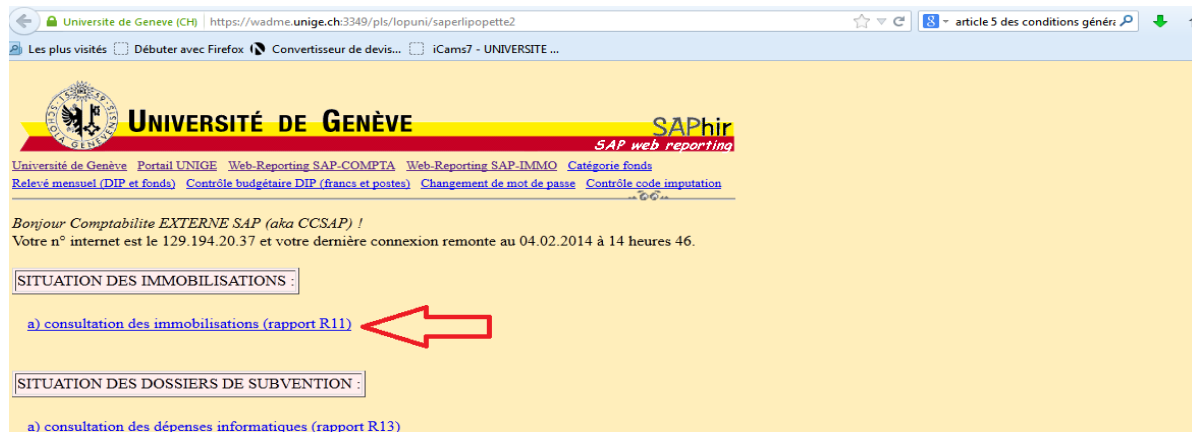 Universite de Geneve (CH) https://wadme.unige.ch:3349/pls/lopuni/saperlipopette2 8 article 5 des conditions généra
Les plus visités Débuter avec Firefox Convertisseur de devis... iCams7 - UNIVERSITE ...
SCHOLA GENEVENSIS 1559
UNIVERSITÉ DE GENÈVE
SAPhir
SAP web reporting
Université de Genève Portail UNIGE Web-Reporting SAP-COMPTA Web-Reporting SAP-IMMO Catégorie fonds
Relevé mensuel (DIP et fonds) Contrôle budgétaire DIP (francs et postes) Changement de mot de passe Contrôle code imputation
Bonjour Comptabilite EXTERNE SAP (aka CCSAP) !
Votre n° internet est le 129.194.20.37 et votre dernière connexion remonte au 04.02.2014 à 14 heures 46.
SITUATION DES IMMOBILISATIONS :
a) consultation des immobilisations (rapport R11)
SITUATION DES DOSSIERS DE SUBVENTION :
a) consultation des dépenses informatiques (rapport R13)